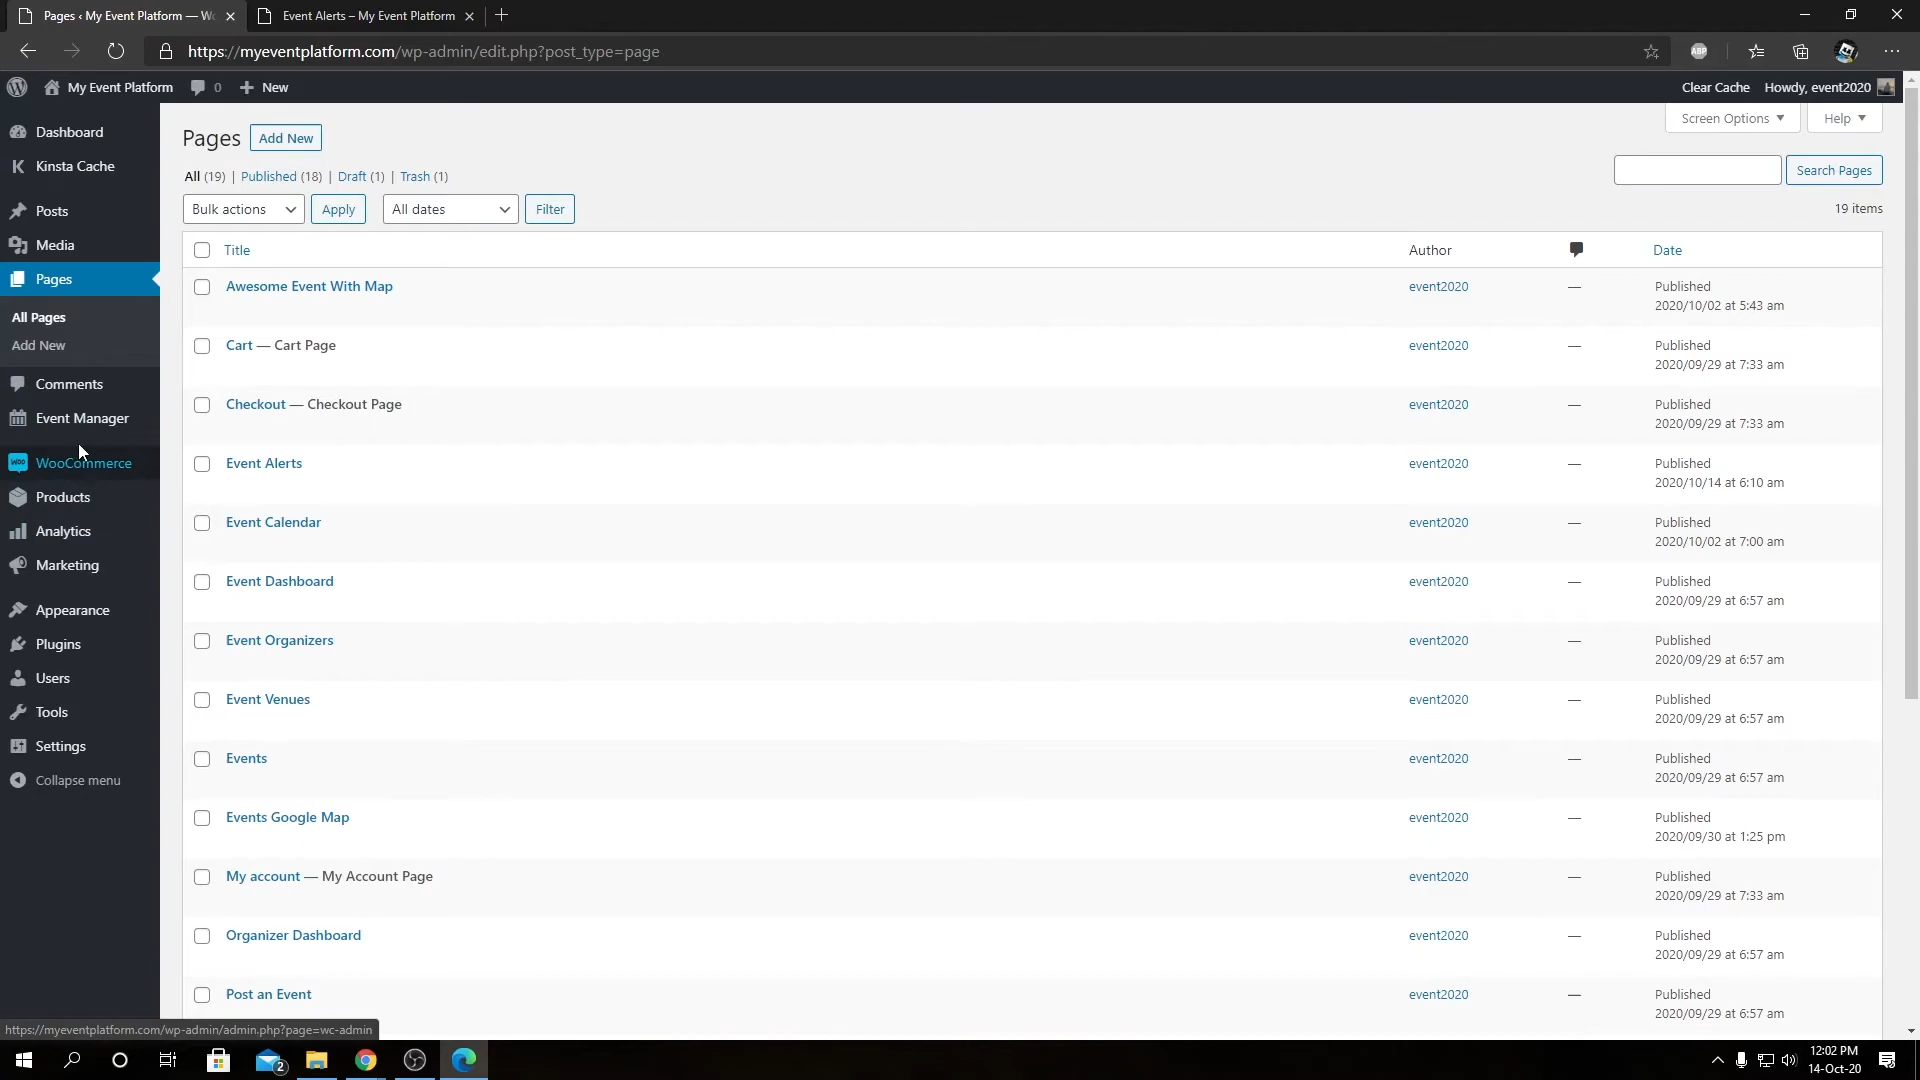 Pages ‹ My Event Platform — Wo
Event Alerts – My Event Platform
https://myeventplatform.com/wp-admin/edit.php?post_type=page
ABP
My Event Platform
0
New
Clear Cache
Howdy, event2020
Dashboard
Kinsta Cache
Posts
Media
Pages
All Pages
Add New
Comments
Event Manager
WooCommerce
Products
Analytics
Marketing
Appearance
Plugins
Users
Tools
Settings
Collapse menu
Screen Options
Help
Pages
Add New
All (19) | Published (18) | Draft (1) | Trash (1)
Search Pages
Bulk actions
Apply
All dates
Filter
19 items
Title
Author
Date
Awesome Event With Map
event2020
—
Published
2020/10/02 at 5:43 am
Cart — Cart Page
event2020
—
Published
2020/09/29 at 7:33 am
Checkout — Checkout Page
event2020
—
Published
2020/09/29 at 7:33 am
Event Alerts
event2020
—
Published
2020/10/14 at 6:10 am
Event Calendar
event2020
—
Published
2020/10/02 at 7:00 am
Event Dashboard
event2020
—
Published
2020/09/29 at 6:57 am
Event Organizers
event2020
—
Published
2020/09/29 at 6:57 am
Event Venues
event2020
—
Published
2020/09/29 at 6:57 am
Events
event2020
—
Published
2020/09/29 at 6:57 am
Events Google Map
event2020
—
Published
2020/09/30 at 1:25 pm
My account — My Account Page
event2020
—
Published
2020/09/29 at 7:33 am
Organizer Dashboard
event2020
—
Published
2020/09/29 at 6:57 am
Post an Event
event2020
—
Published
2020/09/29 at 6:57 am
https://myeventplatform.com/wp-admin/admin.php?page=wc-admin
2
12:02 PM
14-Oct-20